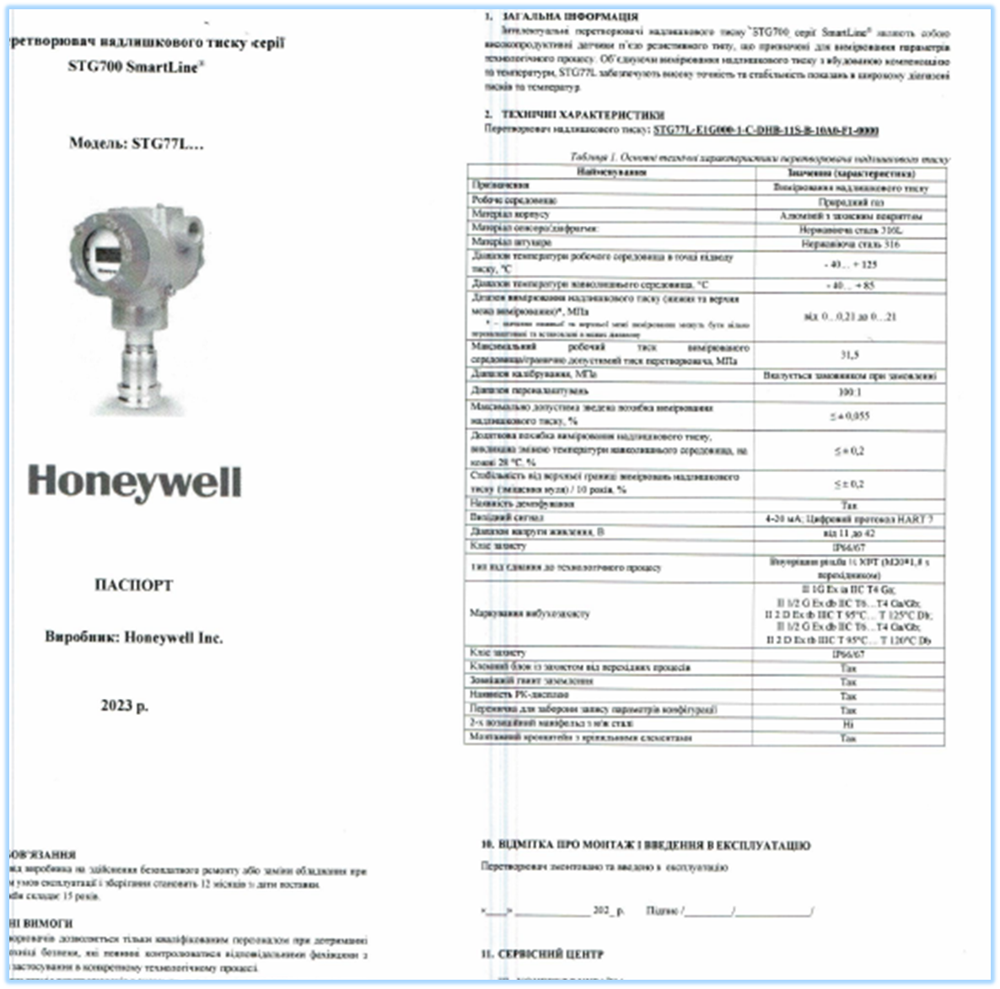 ретворювач надлишкового тиску серії
STG700 SmartLine®
Модель: STG77L…
Honeywell
ПАСПОРТ
Виробник: Honeywell Inc.
2023 р.
ОВ'ЯЗАННЯ
від виробника на здійснення безоплатного ремонту або заміни обладнання при
умов експлуатації і зберігання становить 12 місяців з дати поставки.
складає 15 років.
НІ ВИМОГИ
ворювачів дозволяється тільки кваліфікованим персоналом при дотриманні
безпеки, які повинні контролюватися відповідальними фахівцями з
застосування в конкретному технологічному процесі.
1. ЗАГАЛЬНА ІНФОРМАЦІЯ
Інтелектуальні перетворювачі надлишкового тиску STG700 серії SmartLine® являють собою
високопродуктивні датчики п'єзо резистивного типу, що призначені для вимірювання параметрів
технологічного процесу. Об'єднуючи вимірювання надлишкового тиску з вбудованою компенсацією
та температури, STG77L забезпечують високу точність та стабільність показань в широкому діапазоні
тисків та температур.
2. ТЕХНІЧНІ ХАРАКТЕРИСТИКИ
Перетворювач надлишкового тиску: STG77L-E1G000-1-C-DHB-11S-B-10A0-F1-0000
Таблиця 1. Основні технічні характеристики перетворювача надлишкового тиску
Найменування Значення (характеристика)
Призначення Вимірювання надлишкового тиску
Робоче середовище Природний газ
Матеріал корпусу Алюміній з захисним покриттям
Матеріал сенсора/діафрагми: Нержавіюча сталь 316L
Матеріал штуцера Нержавіюча сталь 316
Діапазон температури робочого середовища в точці підводу
тиску, °С - 40… + 125
Діапазон температури навколишнього середовища, °С - 40… + 85
Діапазон вимірювання надлишкового тиску (нижня та верхня
межа вимірювання)*, МПа від 0…0,21 до 0…21
* – значення нижньої та верхньої межі вимірювання можуть бути вільно
переналаштовані та встановлені в межах діапазону
Максимальний робочий тиск вимірюваного
середовища/гранично допустимий тиск перетворювача, МПа 31,5
Діапазон калібрування, МПа Вказується замовником при замовленні
Діапазон переналаштувань 100:1
Максимально допустима зведена похибка вимірювання
надлишкового тиску, % ≤ ± 0,055
Додаткова похибка вимірювання надлишкового тиску,
викликана зміною температури навколишнього середовища, на
кожні 28 °С, % ≤ ± 0,2
Стабільність від верхньої границі вимірювань надлишкового
тиску (зміщення нуля) / 10 років, % ≤ ± 0,2
Наявність демпфування Так
Вихідний сигнал 4-20 мА; Цифровий протокол HART 7
Діапазон напруги живлення, В від 11 до 42
Клас захисту IP66/67
Тип під'єднання до технологічного процесу Внутрішня різьба ½ NPT (М20*1,5 з
перехідником)
Маркування вибухозахисту II 1G Ex ia IIC T4 Ga;
II 1/2 G Ex db IIC T6…T4 Ga/Gb;
II 2 D Ex tb IIIC T 95°C… T 125°C Db;
II 1/2 G Ex db IIC T6…T4 Ga/Gb;
II 2 D Ex tb IIIC T 95°C… T 120°C Db
Клас захисту IP66/67
Клемний блок із захистом від перехідних процесів Так
Зовнішній гвинт заземлення Так
Наявність РК-дисплею Так
Перемичка для заборони запису параметрів конфігурації Так
2-х позиційний маніфольд з н/ж сталі Ні
Монтажний кронштейн з кріпильними елементами Так
10. ВІДМІТКА ПРО МОНТАЖ І ВВЕДЕННЯ В ЕКСПЛУАТАЦІЮ
Перетворювач змонтовано та введено в експлуатацію
«____» ______________ 202_ р. Підпис /_________/______________/
11. СЕРВІСНИЙ ЦЕНТР